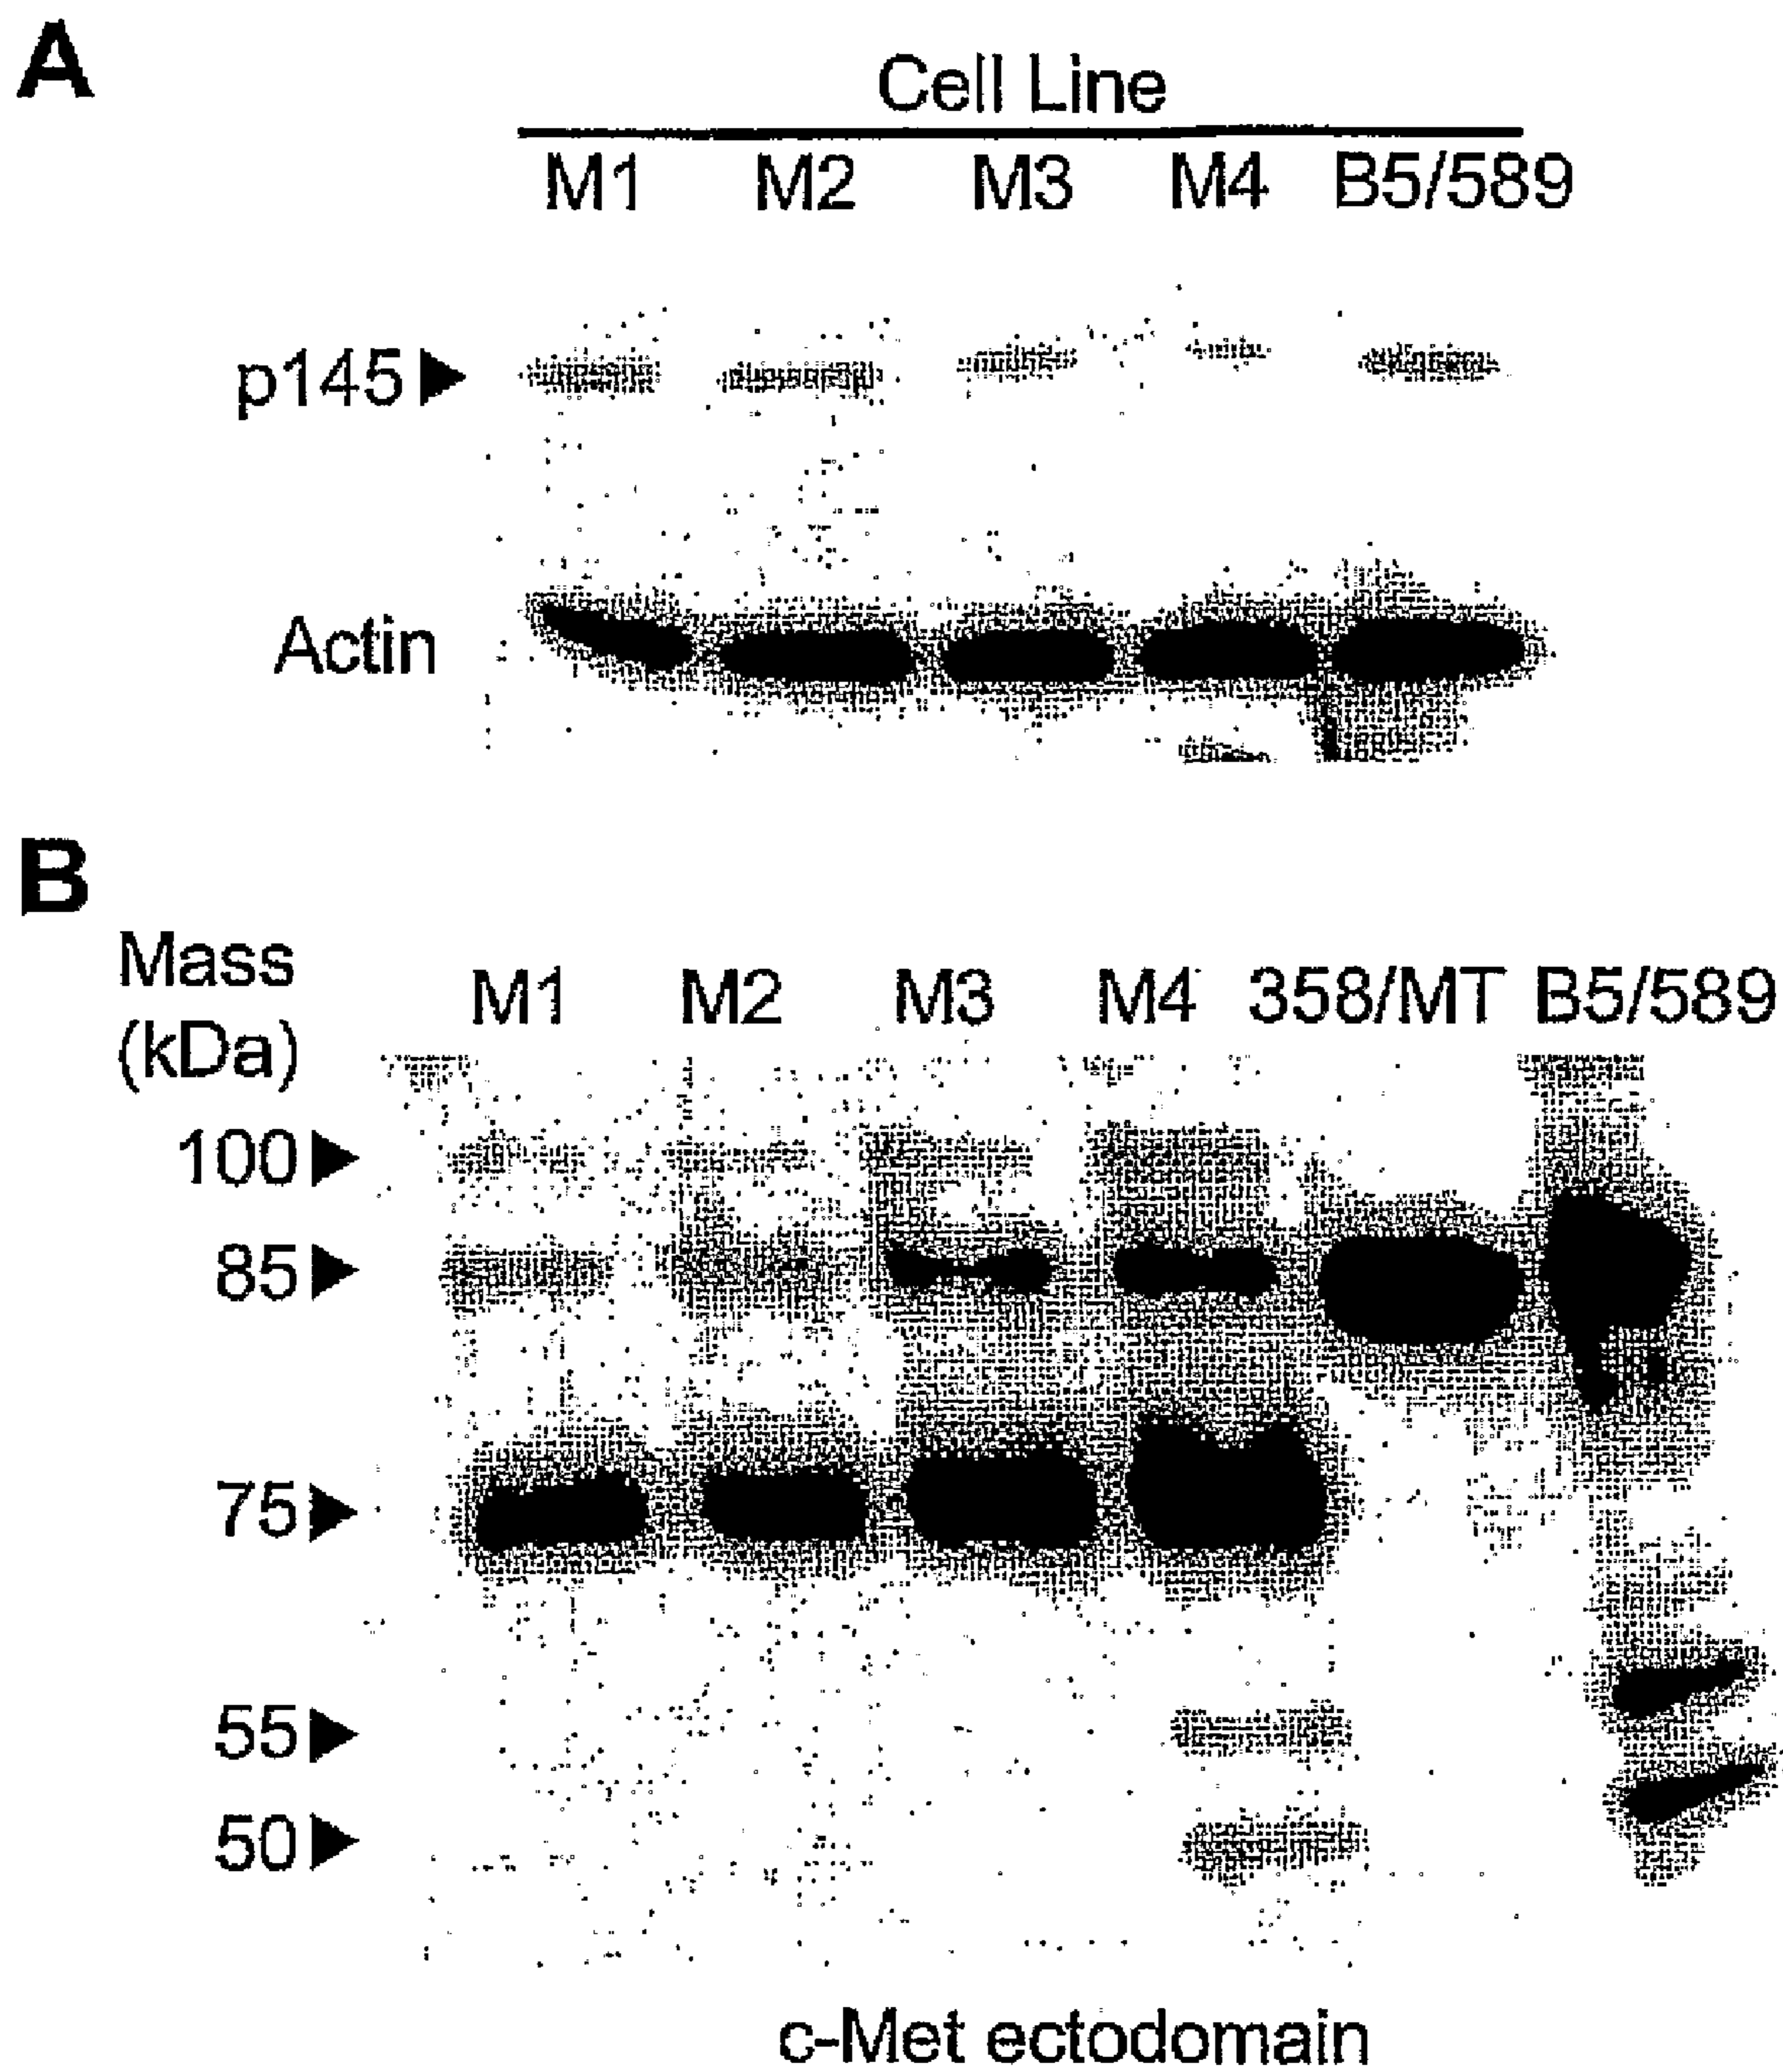 A
Cell Line
M1 M2 M3 M4 B5/589
p145
Actin
B
Mass
(kDa)
M1 M2 M3 M4 358/MT B5/589
100
85
75
55
50
c-Met ectodomain